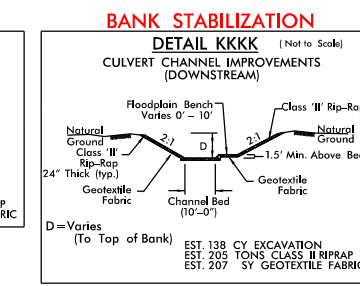 BANK STABILIZATION
DETAIL KKKK (Not to Scale)
CULVERT CHANNEL IMPROVEMENTS
(DOWNSTREAM)
Floodplain Bench
Varies 0' - 10'
Class 'II' Rip-Rap
Natural
Ground
2:1
D
2:1
Natural
Ground
Class 'II'
Rip-Rap
24" Thick (typ.)
1.5' Min. Above Bed
Geotextile
Fabric
Geotextile
Fabric
Channel Bed
(10'-0")
D=Varies
(To Top of Bank)
EST. 138 CY EXCAVATION
EST. 205 TONS CLASS II RIPRAP
EST. 207 SY GEOTEXTILE FABRIC